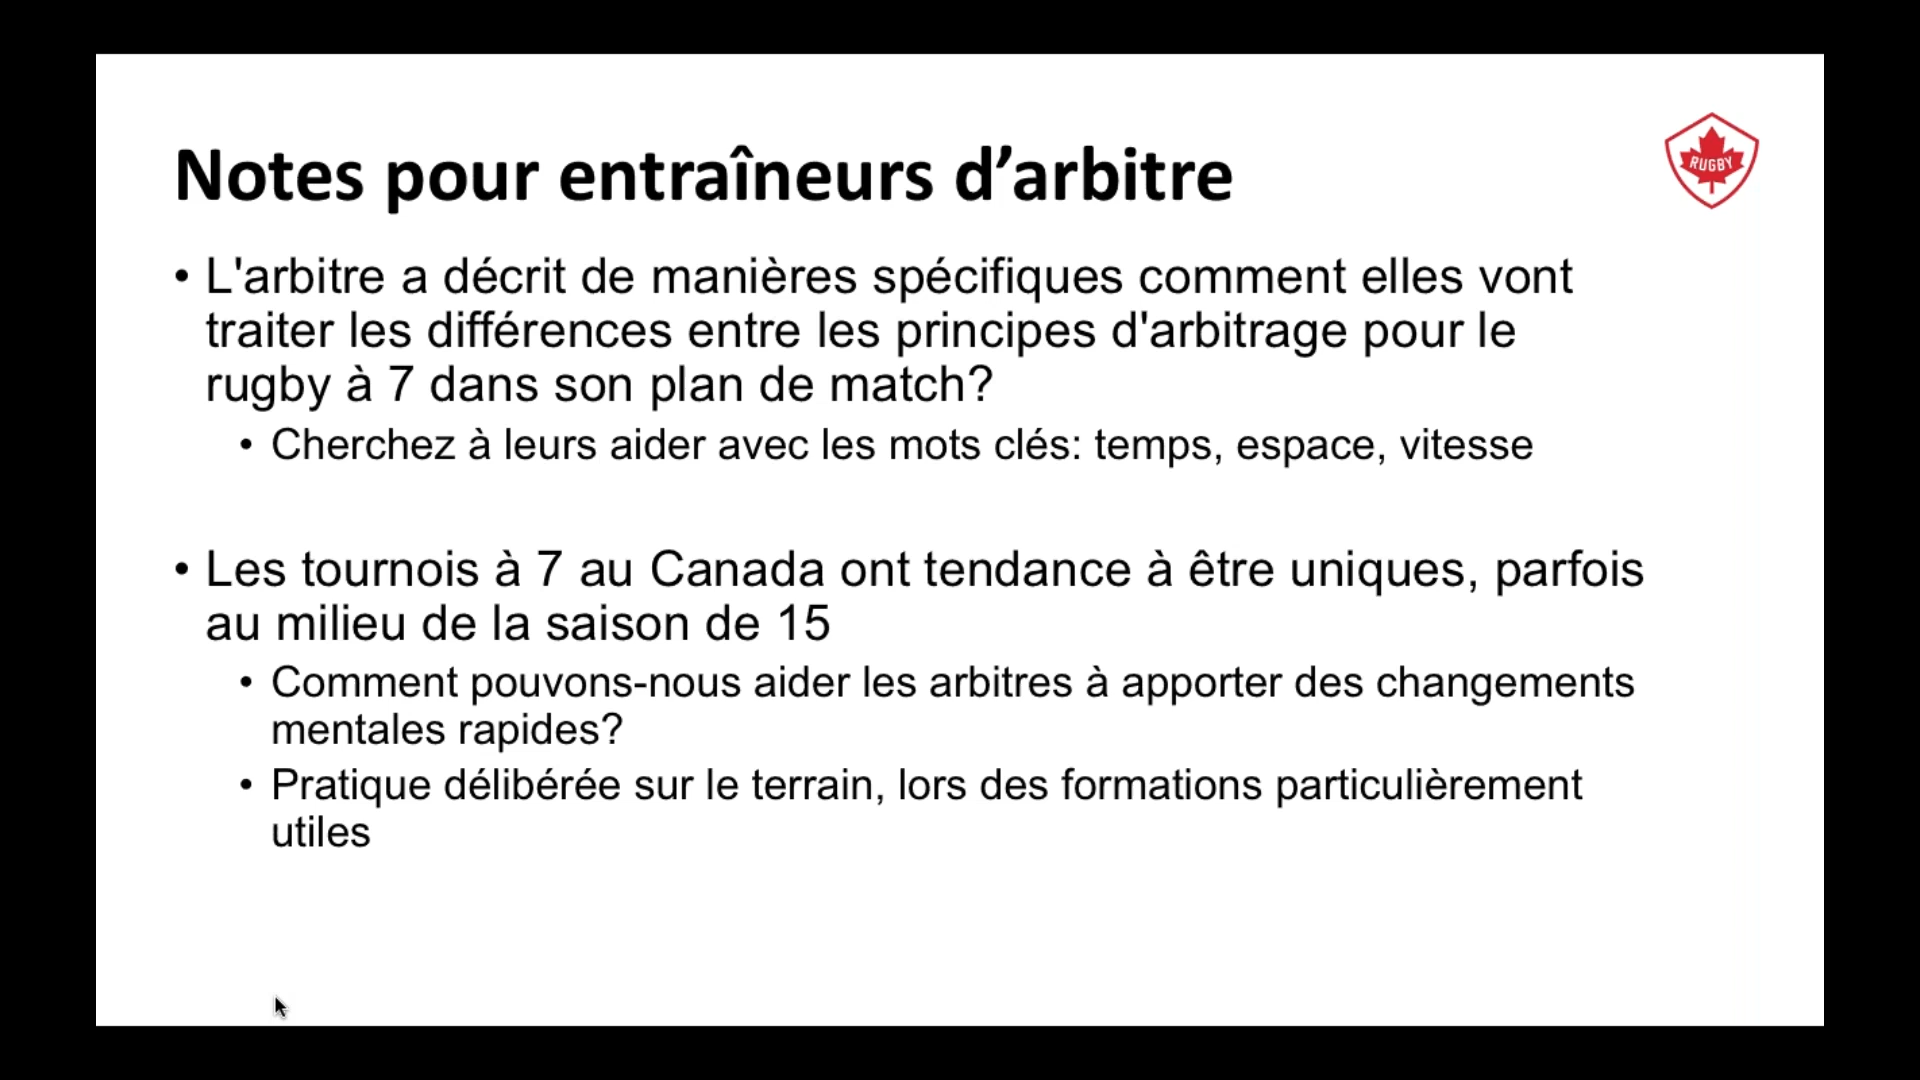 Notes pour entraîneurs d’arbitre
RUGBY
• L'arbitre a décrit de manières spécifiques comment elles vont
traiter les différences entre les principes d'arbitrage pour le
rugby à 7 dans son plan de match?
• Cherchez à leurs aider avec les mots clés: temps, espace, vitesse
• Les tournois à 7 au Canada ont tendance à être uniques, parfois
au milieu de la saison de 15
• Comment pouvons-nous aider les arbitres à apporter des changements
mentales rapides?
• Pratique délibérée sur le terrain, lors des formations particulièrement
utiles